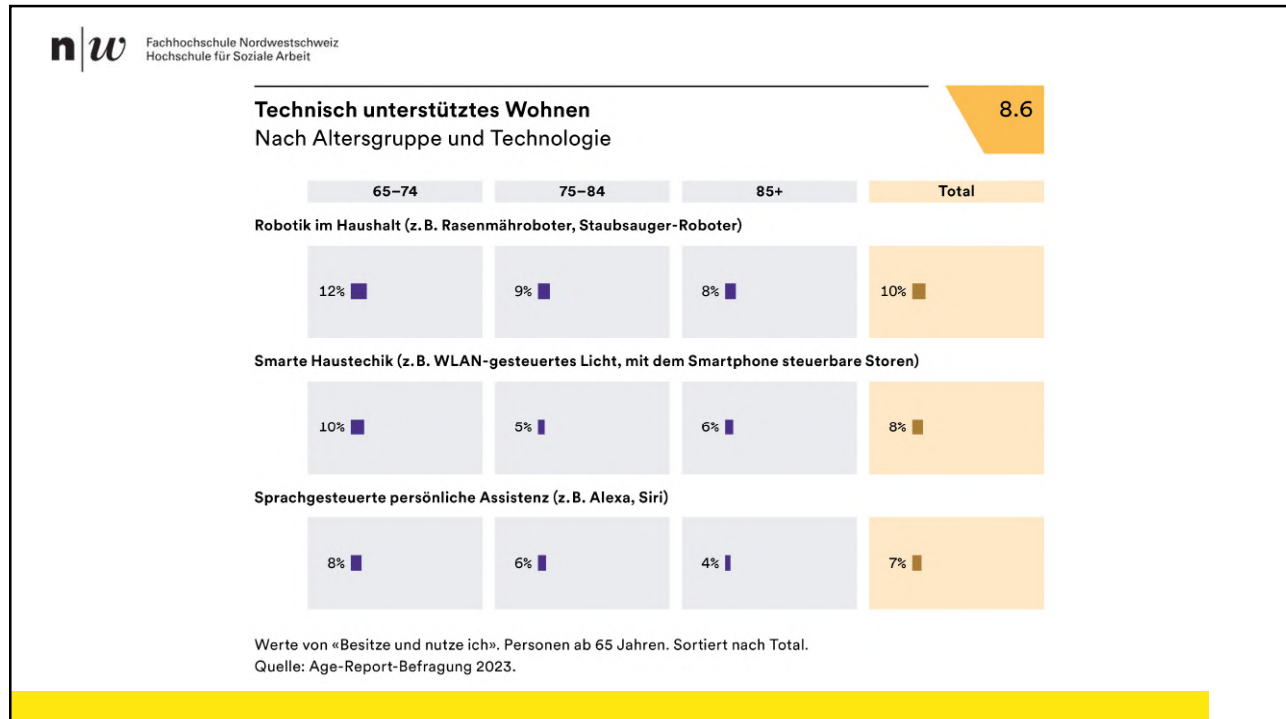 n|w Fachhochschule Nordwestschweiz
Hochschule für Soziale Arbeit
Technisch unterstütztes Wohnen
Nach Altersgruppe und Technologie
8.6
65–74 75–84 85+ Total
Robotik im Haushalt (z.B. Rasenmähroboter, Staubsauger-Roboter)
12% 9% 8% 10%
Smarte Haustechik (z.B. WLAN-gesteuertes Licht, mit dem Smartphone steuerbare Storen)
10% 5% 6% 8%
Sprachgesteuerte persönliche Assistenz (z.B. Alexa, Siri)
8% 6% 4% 7%
Werte von «Besitze und nutze ich». Personen ab 65 Jahren. Sortiert nach Total.
Quelle: Age-Report-Befragung 2023.